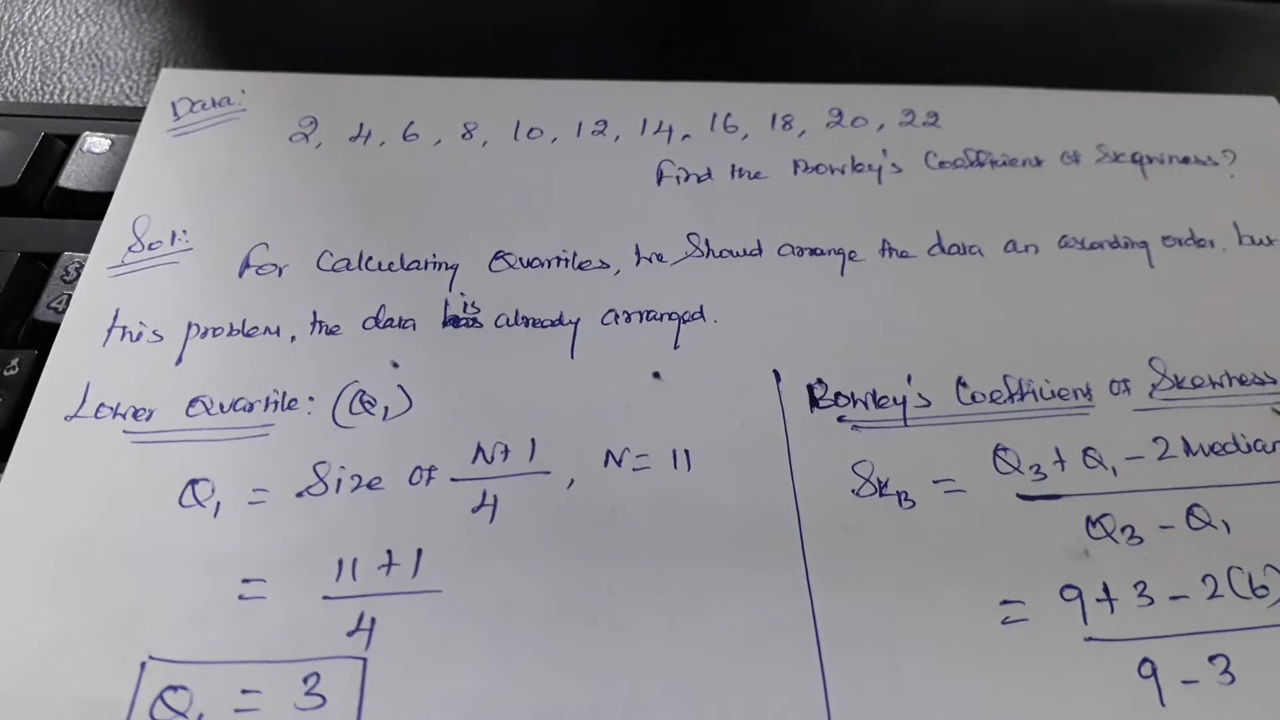 Data:
2, 4, 6, 8, 10, 12, 14, 16, 18, 20, 22
Find the Bowley's Coefficient of Skewness?
Sol:
For Calculating Quartiles, we should arrange the data an ascending order. but
this problem, the data is already arranged.
Lower Quartile: (Q₁)
Q₁ = Size of (N+1)/4, N = 11
= (11+1)/4
Q₁ = 3
Bowley's Coefficient of Skewness
Sk_B = (Q₃ + Q₁ - 2 Median)/(Q₃ - Q₁)
= (9+3-2(6)/(9-3